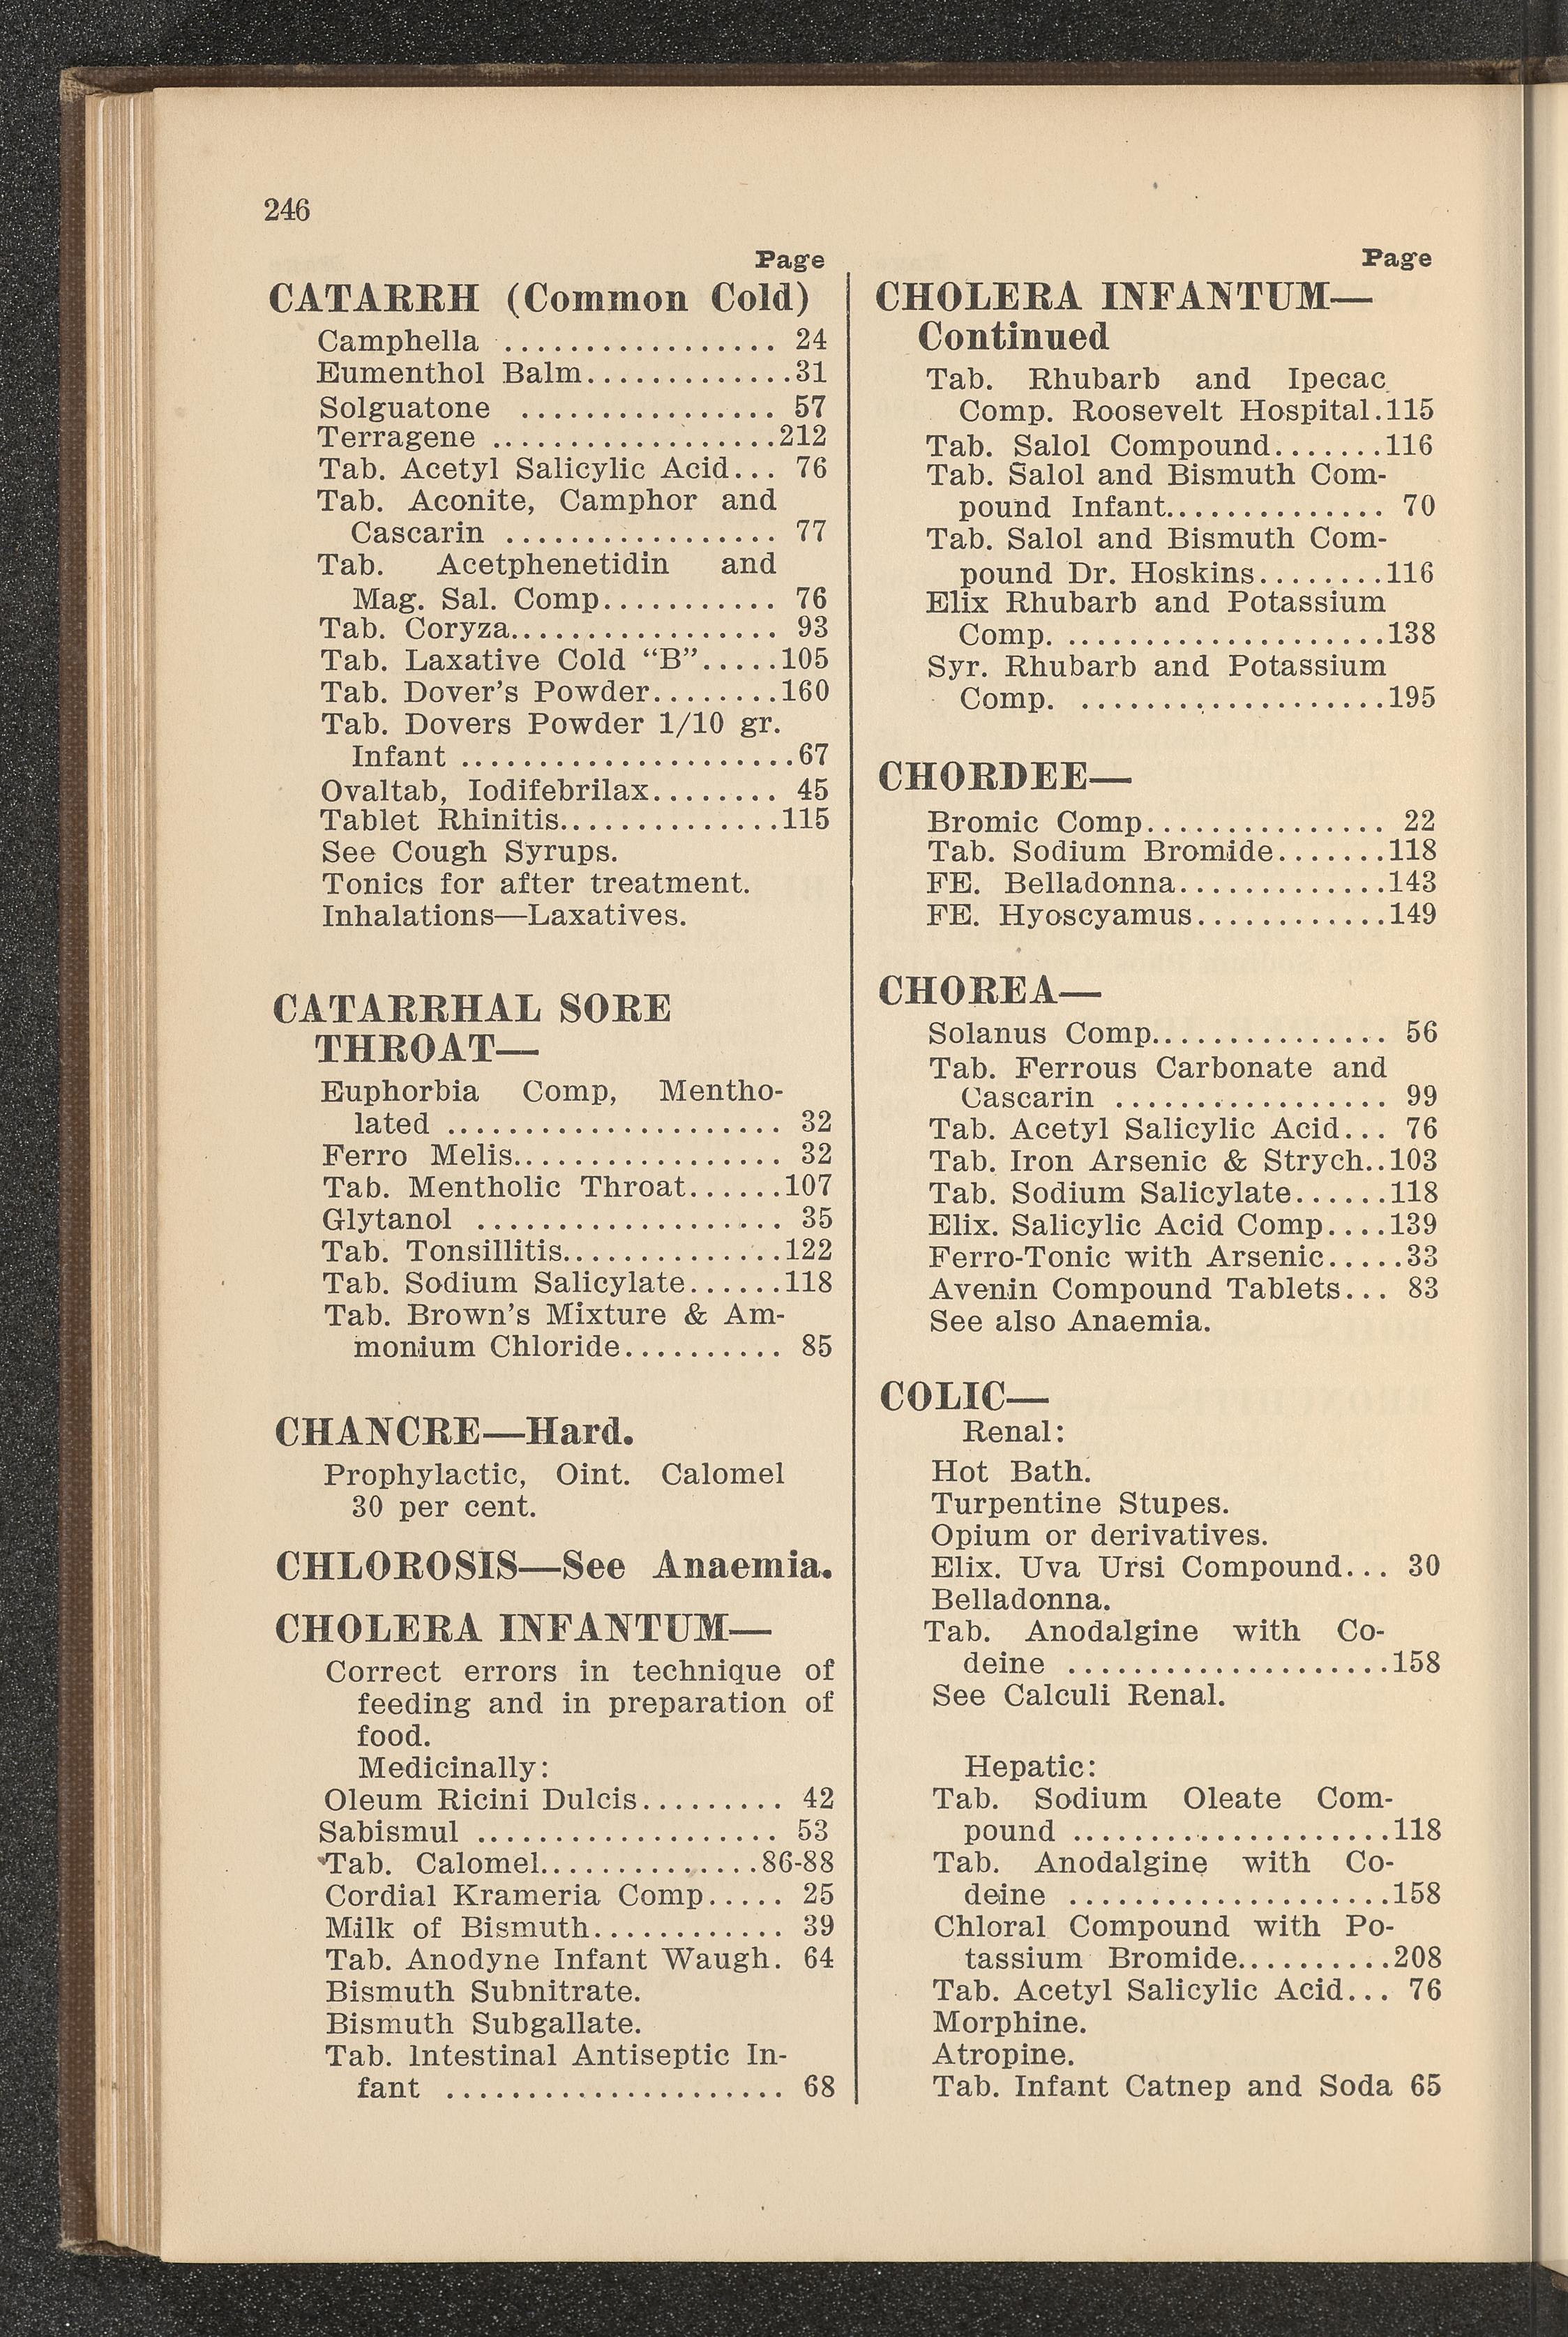 246
Page
CATARRH (Common Cold)
Camphella ................. 24
Eumenthol Balm.............31
Solguatone ................ 57
Terragene ..................212
Tab. Acetyl Salicylic Acid... 76
Tab. Aconite, Camphor and
Cascarin ................. 77
Tab. Acetphenetidin and
Mag. Sal. Comp........... 76
Tab. Coryza................. 93
Tab. Laxative Cold “B”.....105
Tab. Dover’s Powder........160
Tab. Dovers Powder 1/10 gr.
Infant .....................67
Ovaltab, Iodifebrilax........ 45
Tablet Rhinitis..............115
See Cough Syrups.
Tonics for after treatment.
Inhalations—Laxatives.
CATARRHAL SORE
THROAT—
Euphorbia Comp, Mentho-
lated ..................... 32
Ferro Melis................. 32
Tab. Mentholic Throat......107
Glytanol ................... 35
Tab. Tonsillitis..............122
Tab. Sodium Salicylate......118
Tab. Brown’s Mixture & Am-
monium Chloride.......... 85
CHANCRE—Hard.
Prophylactic, Oint. Calomel
30 per cent.
CHLOROSIS—See Anaemia.
CHOLERA INFANTUM—
Correct errors in technique of
feeding and in preparation of
food.
Medicinally:
Oleum Ricini Dulcis......... 42
Sabismul ................... 53
Tab. Calomel..............86-88
Cordial Krameria Comp..... 25
Milk of Bismuth............ 39
Tab. Anodyne Infant Waugh. 64
Bismuth Subnitrate.
Bismuth Subgallate.
Tab. Intestinal Antiseptic In-
fant ..................... 68
Page
CHOLERA INFANTUM—
Continued
Tab. Rhubarb and Ipecac
Comp. Roosevelt Hospital.115
Tab. Salol Compound.......116
Tab. Salol and Bismuth Com-
pound Infant.............. 70
Tab. Salol and Bismuth Com-
pound Dr. Hoskins........116
Elix Rhubarb and Potassium
Comp. ....................138
Syr. Rhubarb and Potassium
Comp. ...................195
CHORDEE—
Bromic Comp............... 22
Tab. Sodium Bromide.......118
FE. Belladonna.............143
FE. Hyoscyamus............149
CHOREA—
Solanus Comp............... 56
Tab. Ferrous Carbonate and
Cascarin ................. 99
Tab. Acetyl Salicylic Acid... 76
Tab. Iron Arsenic & Strych..103
Tab. Sodium Salicylate......118
Elix. Salicylic Acid Comp....139
Ferro-Tonic with Arsenic.....33
Avenin Compound Tablets... 83
See also Anaemia.
COLIC—
Renal:
Hot Bath.
Turpentine Stupes.
Opium or derivatives.
Elix. Uva Ursi Compound... 30
Belladonna.
Tab. Anodalgine with Co-
deine ....................158
See Calculi Renal.
Hepatic:
Tab. Sodium Oleate Com-
pound ....................118
Tab. Anodalgine with Co-
deine ....................158
Chloral Compound with Po-
tassium Bromide..........208
Tab. Acetyl Salicylic Acid... 76
Morphine.
Atropine.
Tab. Infant Catnep and Soda 65